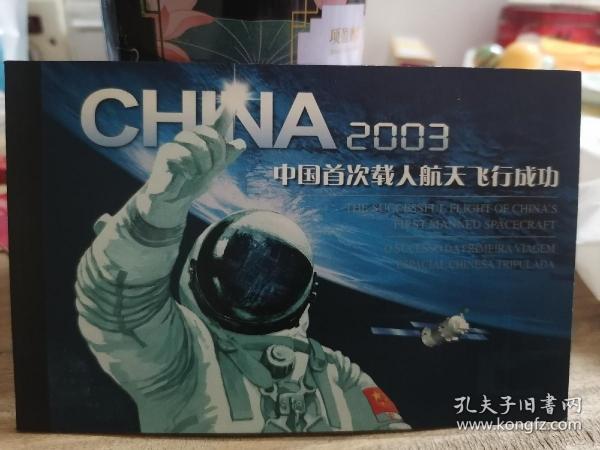 CHINA 2003
中国首次载人航天飞行成功
THE SUCCESSFUL FLIGHT OF CHINA'S
FIRST MANNED SPACECRAFT
O SUCESSO DA PRIMEIRA VIAGEM
ESPACIAL CHINESA TRIPULADA
孔夫子旧書网
www.kongfz.com